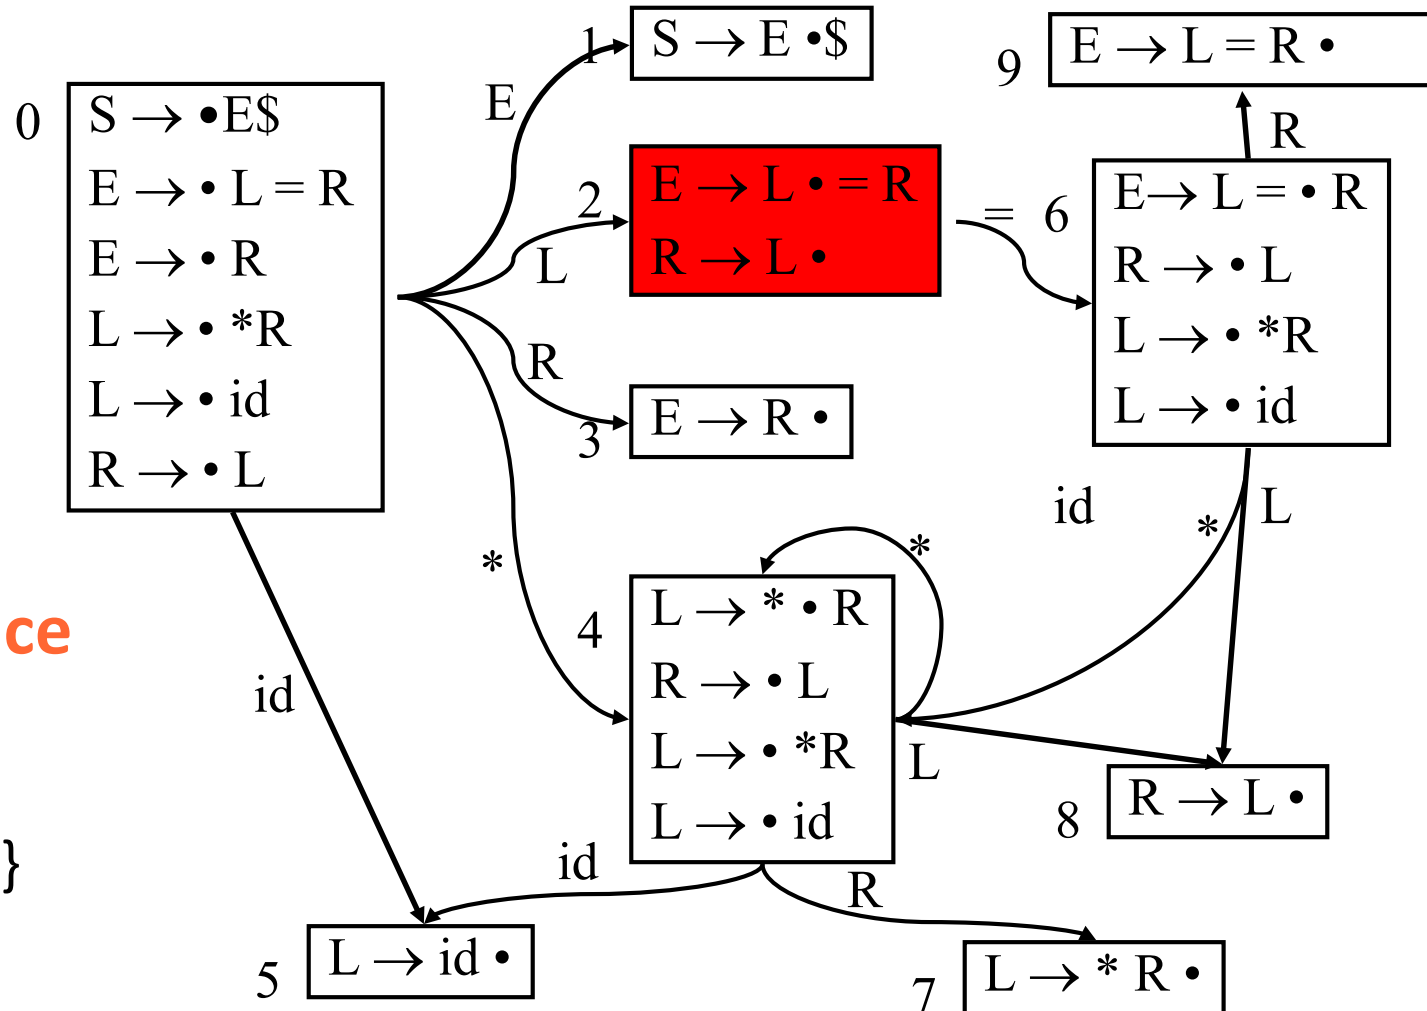 0
S → •E$
E → • L = R
E → • R
L → • *R
L → • id
R → • L
E
L
R
*
id
1
S → E •$
2
E → L • = R
R → L •
=
3
E → R •
4
L → * • R
R → • L
L → • *R
L → • id
*
L
id
R
5
L → id •
6
E→ L = • R
R → • L
L → • *R
L → • id
R
id
*
L
7
L → * R •
8
R → L •
9
E → L = R •
ce
}